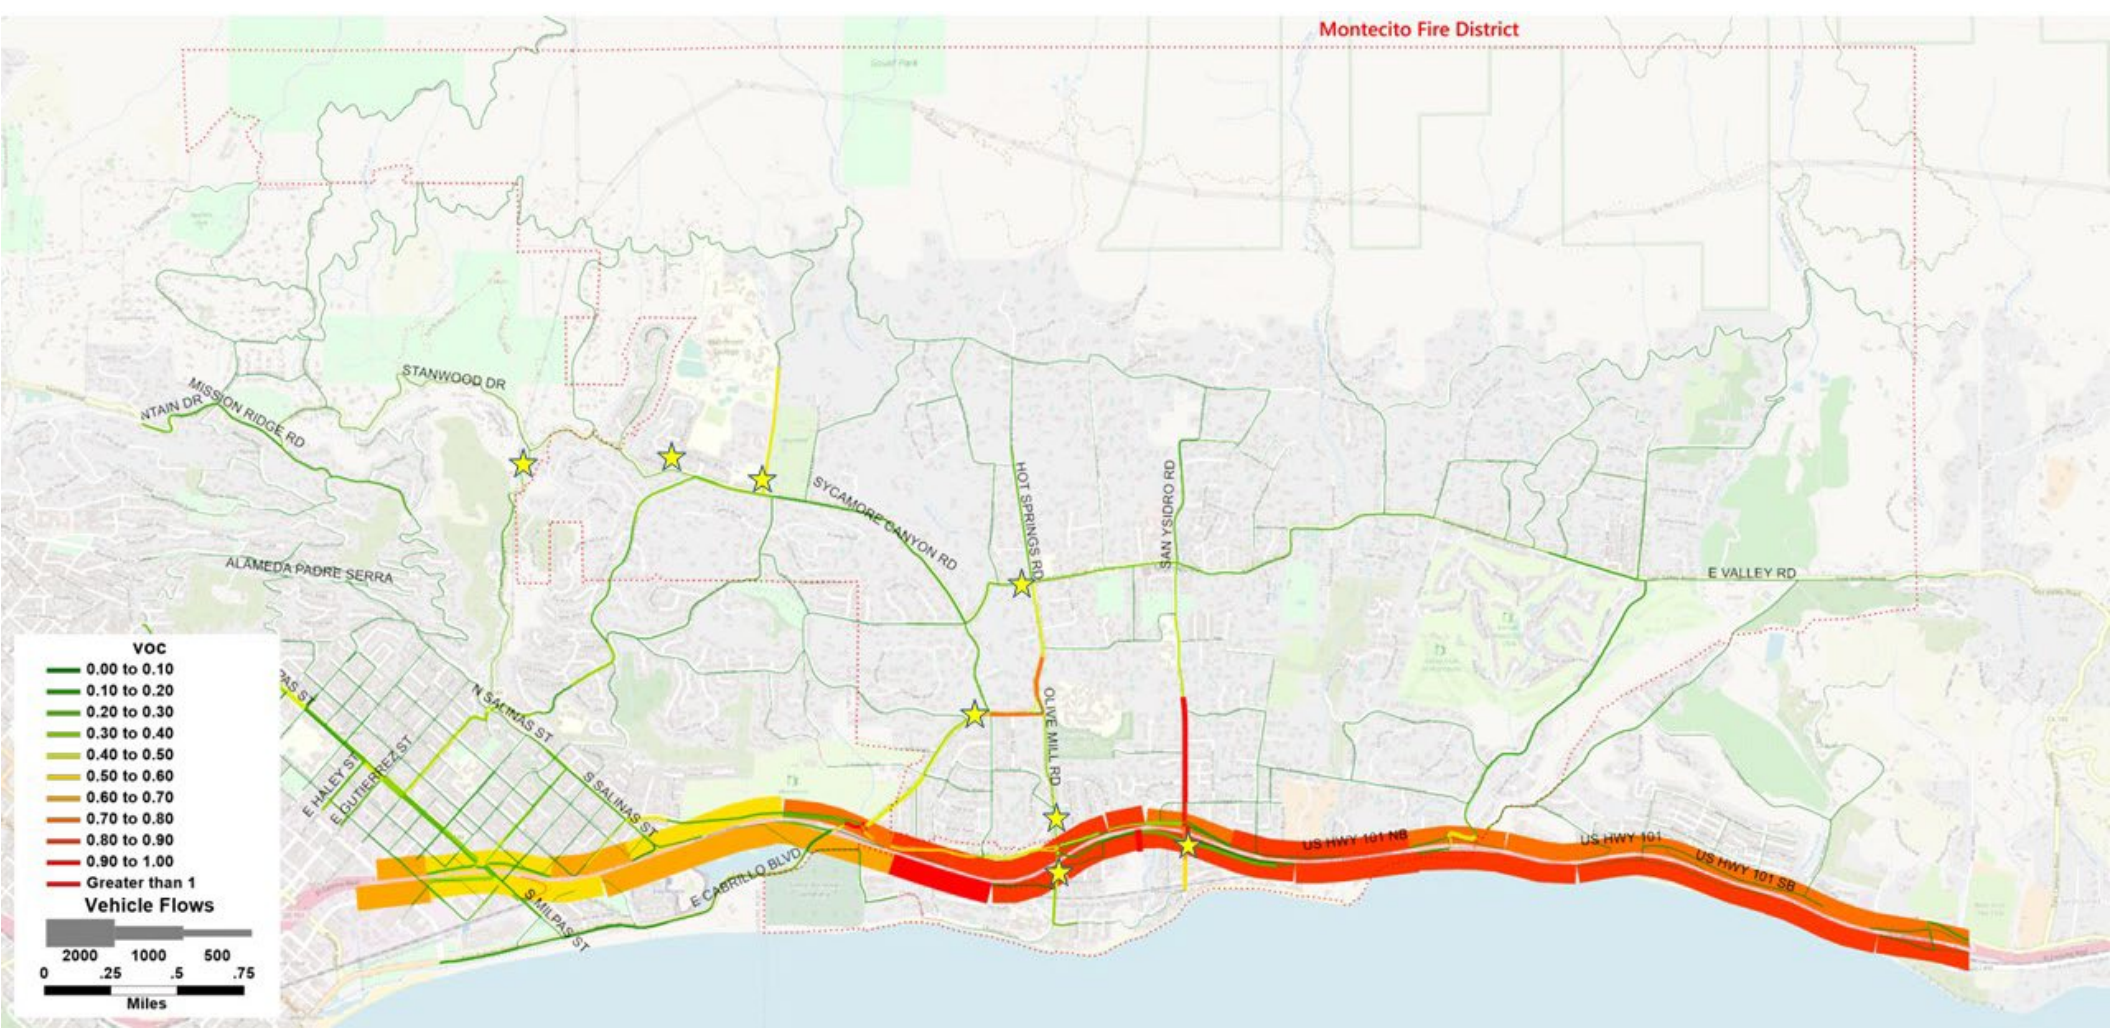 Montecito Fire District
Gould Park
STANWOOD DR
MISSION RIDGE RD
NTAIN DR
SYCAMORE CANYON RD
HOT SPRINGS RD
SAN YSIDRO RD
ALAMEDA PADRE SERRA
E VALLEY RD
VOC
0.00 to 0.10
0.10 to 0.20
0.20 to 0.30
0.30 to 0.40
0.40 to 0.50
0.50 to 0.60
0.60 to 0.70
0.70 to 0.80
0.80 to 0.90
0.90 to 1.00
Greater than 1
Vehicle Flows
2000 1000 500
0 .25 .5 .75
Miles
PAS ST
N SALINAS ST
OLIVE MILL RD
E HALEY ST
E GUTIERREZ ST
S SALINAS ST
US HWY 101 NB
US HWY 101
US HWY 101 SB
E CABRILLO BLVD
S MILPAS ST